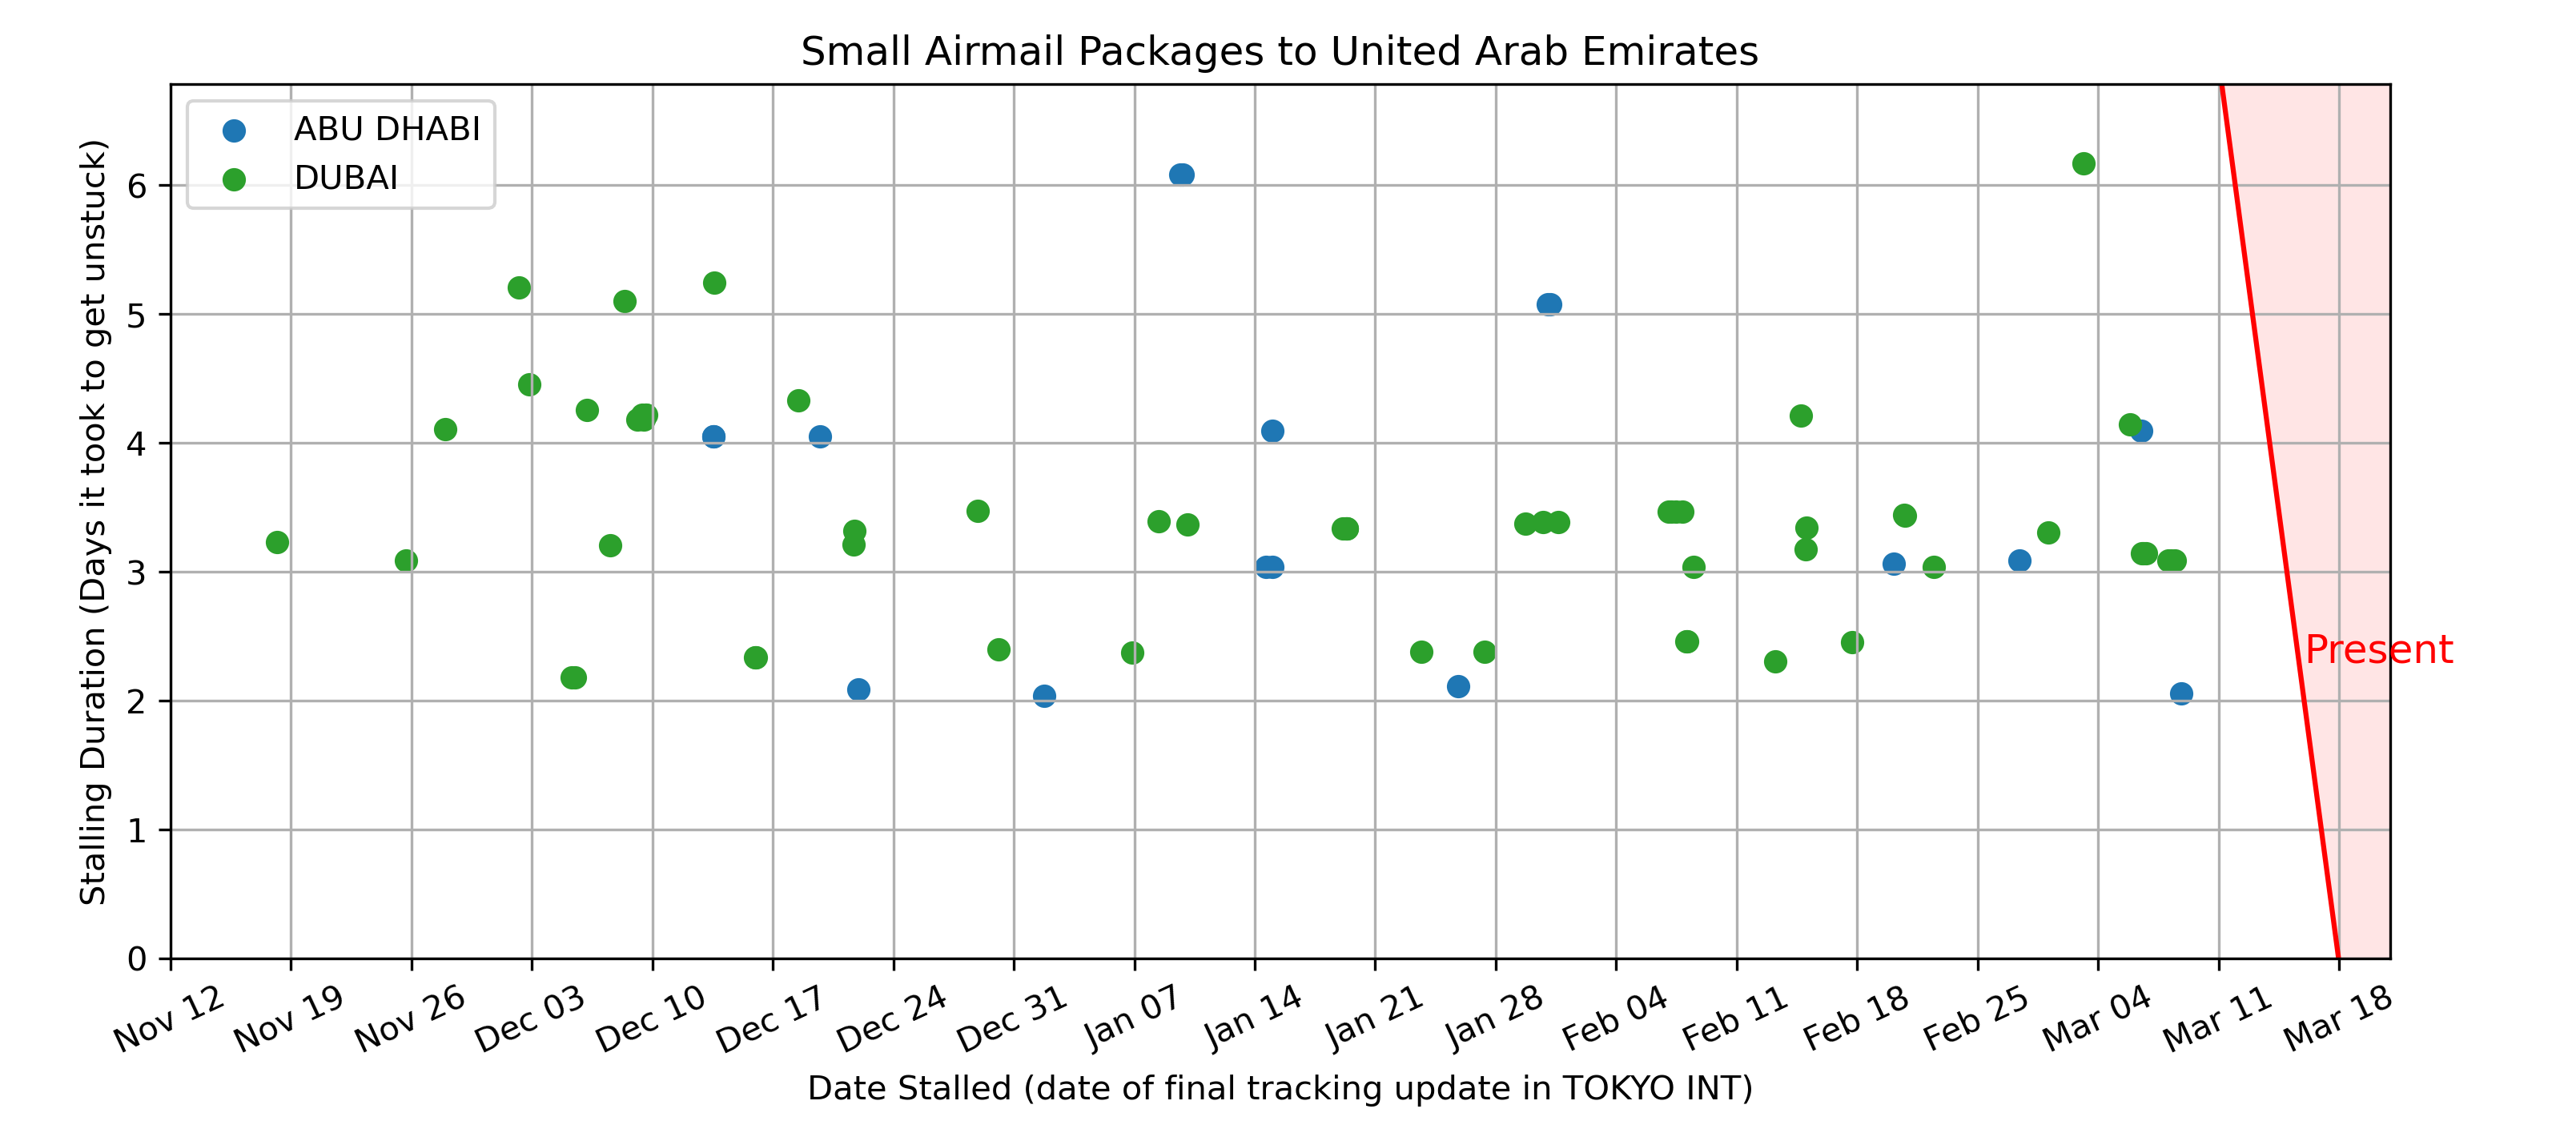 Small Airmail Packages to United Arab Emirates
ABU DHABI
DUBAI
Stalling Duration (Days it took to get unstuck)
6
5
4
3
2
1
0
Present
Nov 12
Nov 19
Nov 26
Dec 03
Dec 10
Dec 17
Dec 24
Dec 31
Jan 07
Jan 14
Jan 21
Jan 28
Feb 04
Feb 11
Feb 18
Feb 25
Mar 04
Mar 11
Mar 18
Date Stalled (date of final tracking update in TOKYO INT)